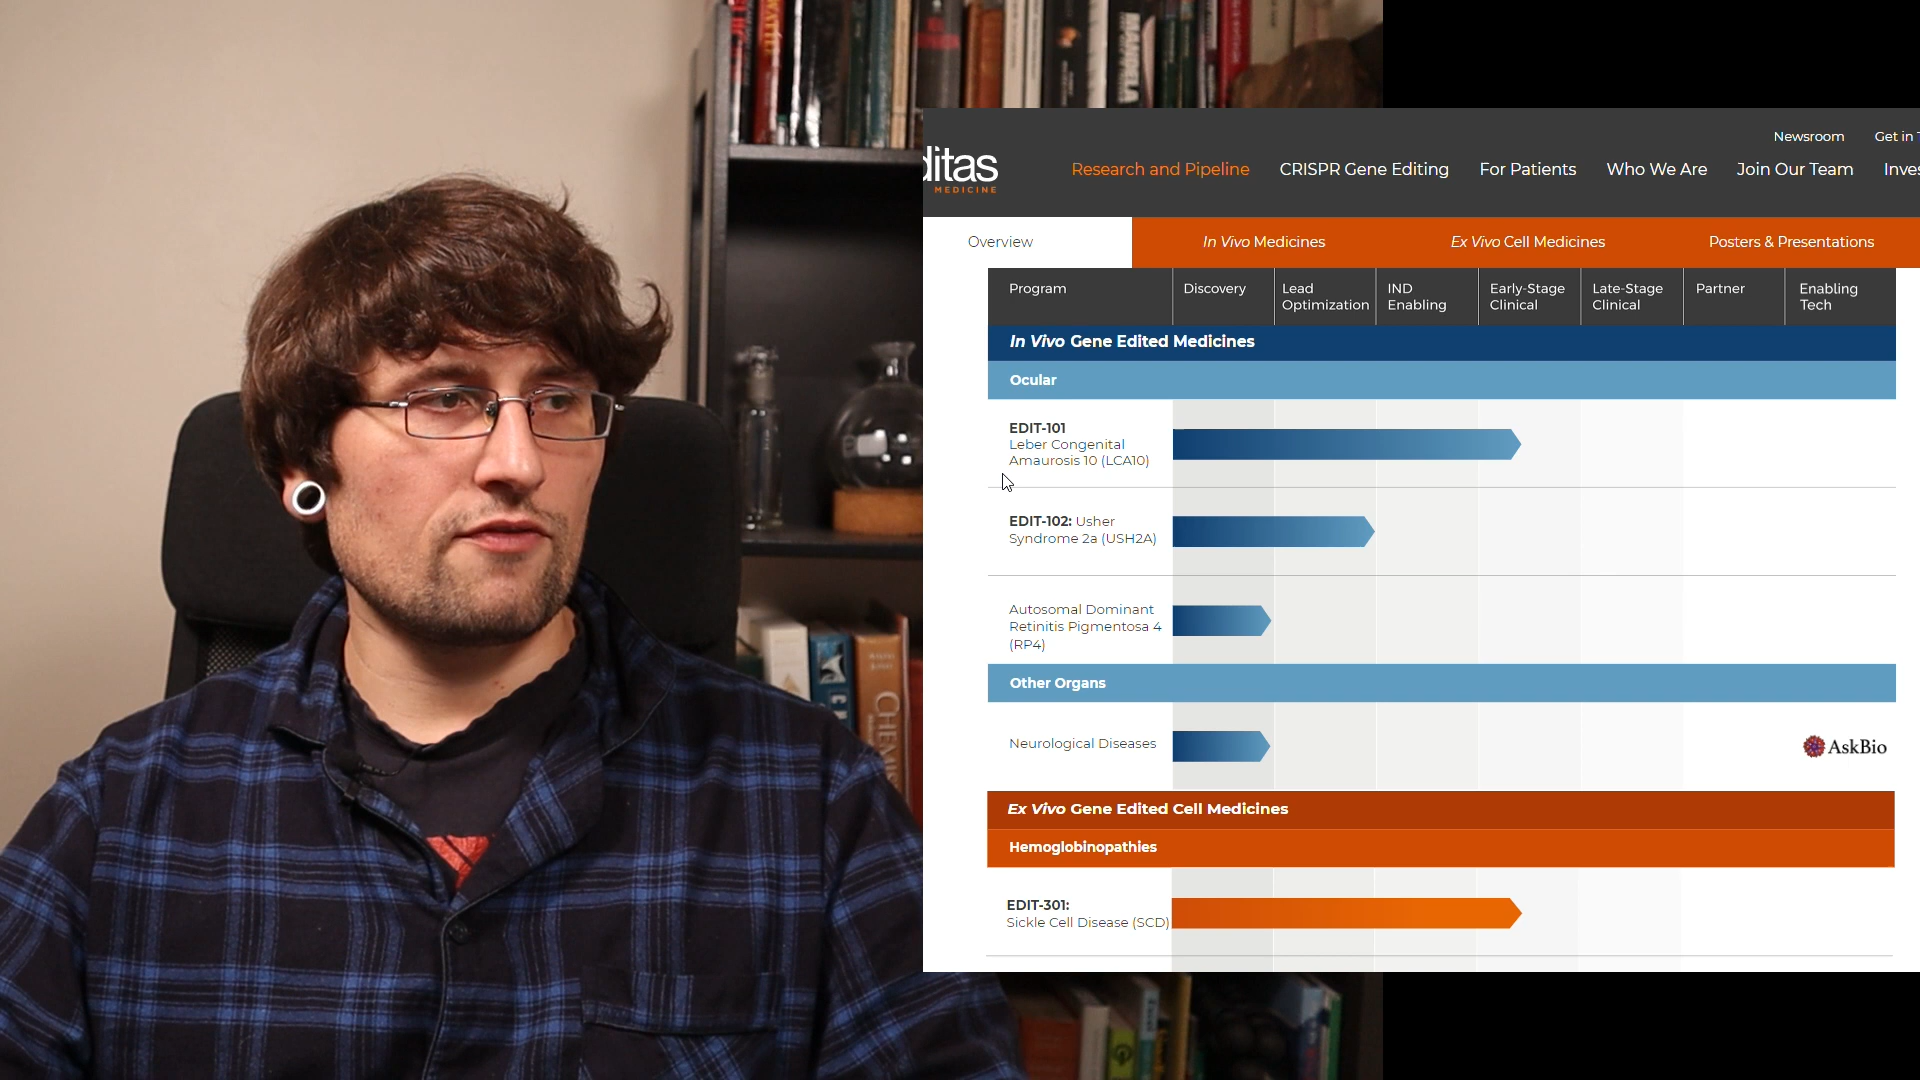 MANDELA
CHEM
ditas
MEDICINE
Newsroom
Get in T
Research and Pipeline
CRISPR Gene Editing
For Patients
Who We Are
Join Our Team
Inves
Overview
In Vivo Medicines
Ex Vivo Cell Medicines
Posters & Presentations
Program
Discovery
Lead
Optimization
IND
Enabling
Early-Stage
Clinical
Late-Stage
Clinical
Partner
Enabling
Tech
In Vivo Gene Edited Medicines
Ocular
EDIT-101
Leber Congenital
Amaurosis 10 (LCA10)
EDIT-102: Usher
Syndrome 2a (USH2A)
Autosomal Dominant
Retinitis Pigmentosa 4
(RP4)
Other Organs
Neurological Diseases
AskBio
Ex Vivo Gene Edited Cell Medicines
Hemoglobinopathies
EDIT-301:
Sickle Cell Disease (SCD)